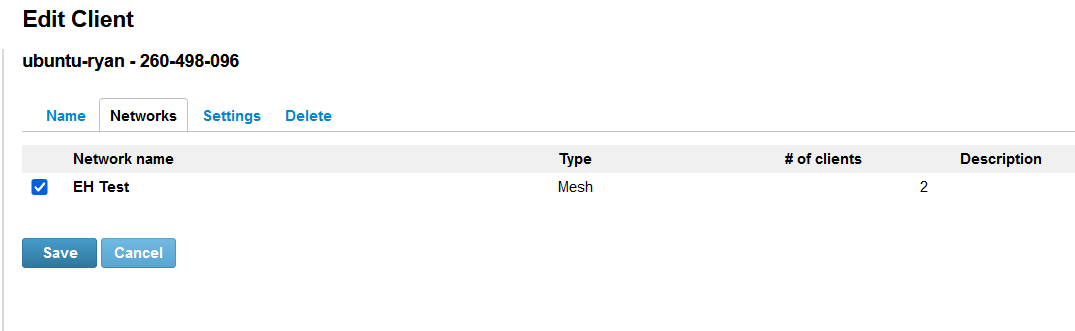 Edit Client
ubuntu-ryan - 260-498-096
Name Networks Settings Delete
Network name Type # of clients Description
EH Test Mesh 2
Save Cancel